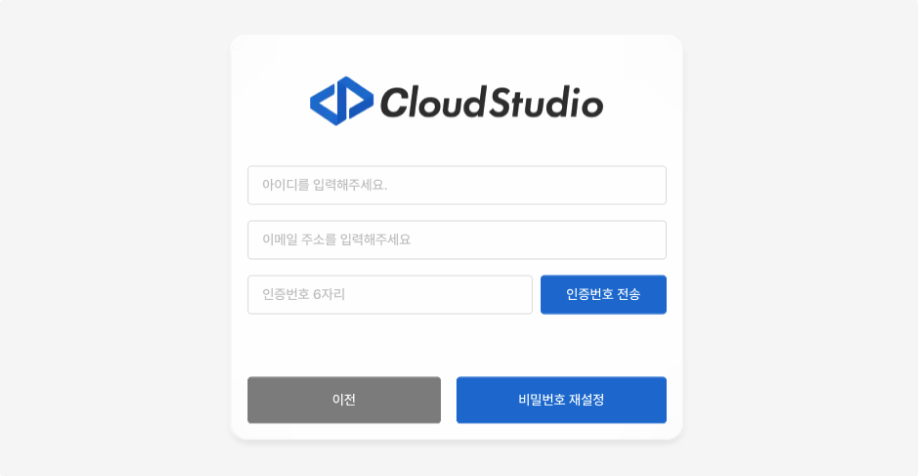 CloudStudio
아이디를 입력해주세요.
이메일 주소를 입력해주세요
인증번호 6자리
인증번호 전송
이전
비밀번호 재설정